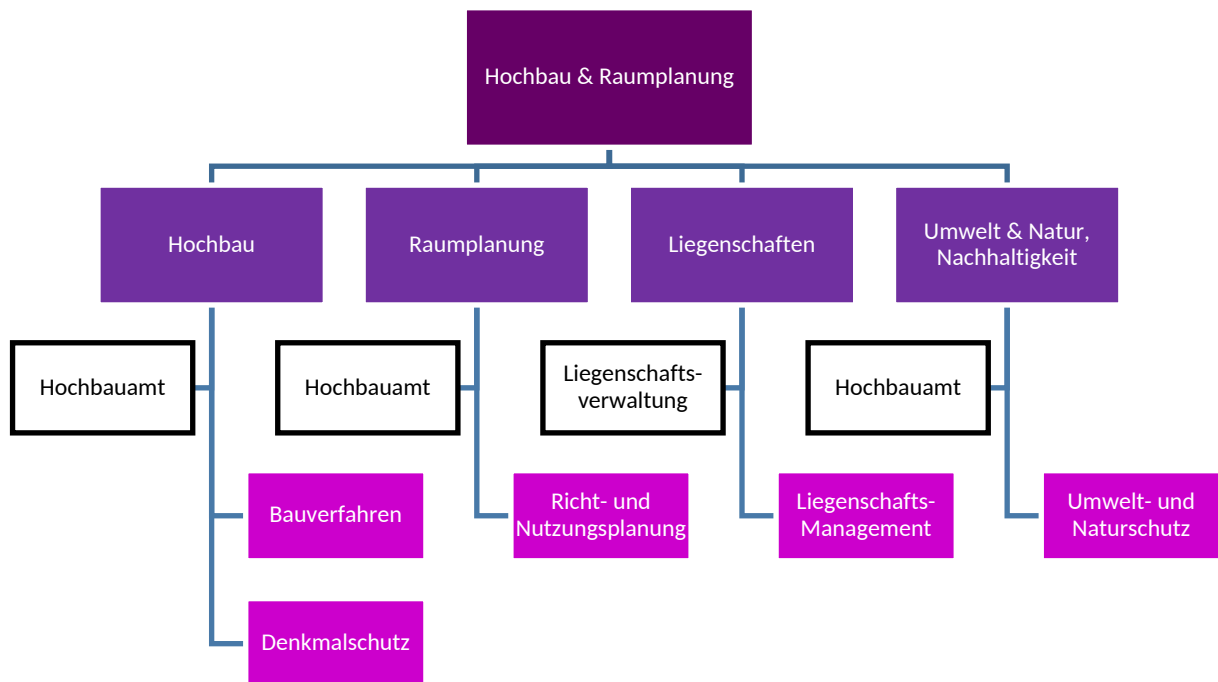 Hochbau & Raumplanung
Hochbau
Raumplanung
Liegenschaften
Umwelt & Natur,
Nachhaltigkeit
Hochbauamt
Hochbauamt
Liegenschafts-
verwaltung
Hochbauamt
Bauverfahren
Richt- und
Nutzungsplanung
Liegenschafts-
Management
Umwelt- und
Naturschutz
Denkmalschutz